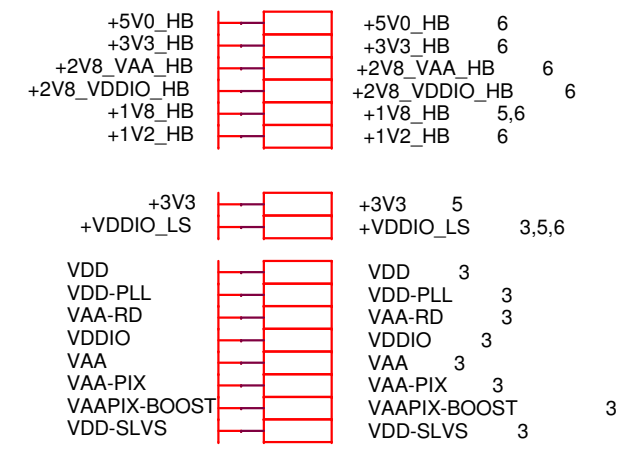 +5V0_HB +5V0_HB 6
+3V3_HB +3V3_HB 6
+2V8_VAA_HB +2V8_VAA_HB 6
+2V8_VDDIO_HB +2V8_VDDIO_HB 6
+1V8_HB +1V8_HB 5,6
+1V2_HB +1V2_HB 6
+3V3 +3V3 5
+VDDIO_LS +VDDIO_LS 3,5,6
VDD VDD 3
VDD-PLL VDD-PLL 3
VAA-RD VAA-RD 3
VDDIO VDDIO 3
VAA VAA 3
VAA-PIX VAA-PIX 3
VAAPIX-BOOST VAAPIX-BOOST 3
VDD-SLVS VDD-SLVS 3